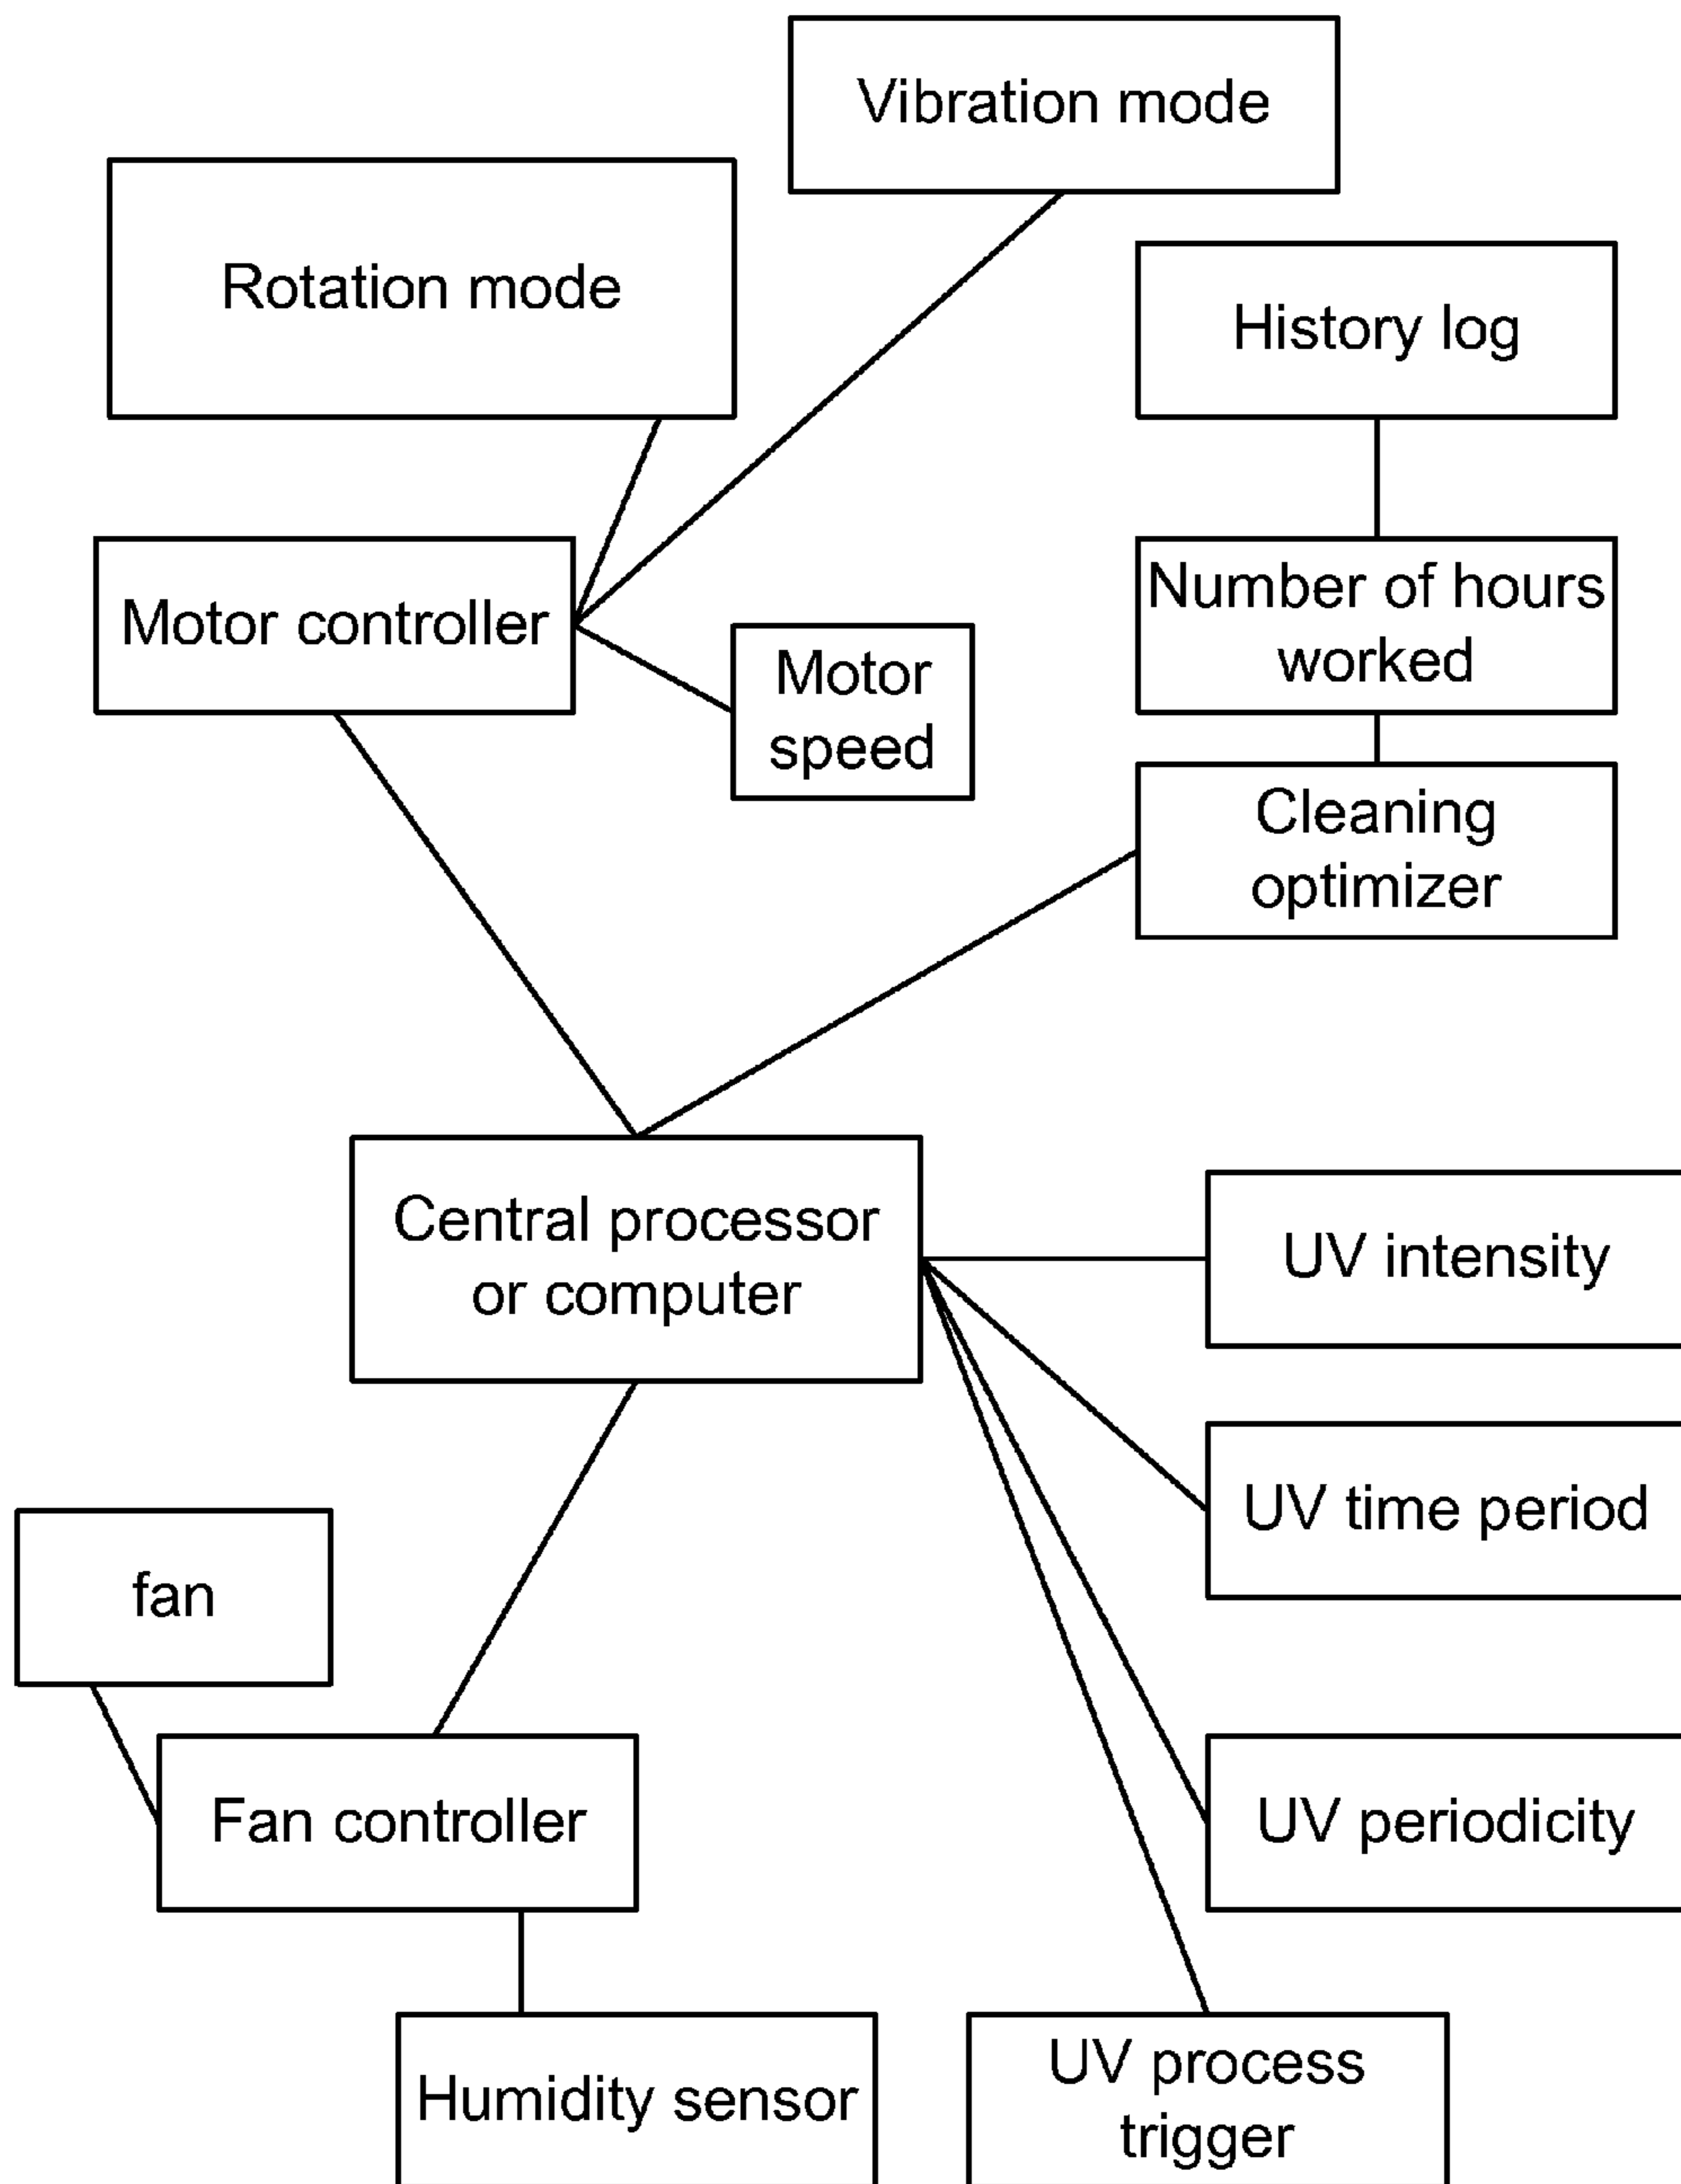 Vibration mode
Rotation mode
History log
Number of hours
worked
Motor controller
Motor
speed
Cleaning
optimizer
Central processor
or computer
UV intensity
UV time period
fan
Fan controller
UV periodicity
Humidity sensor
UV process
trigger